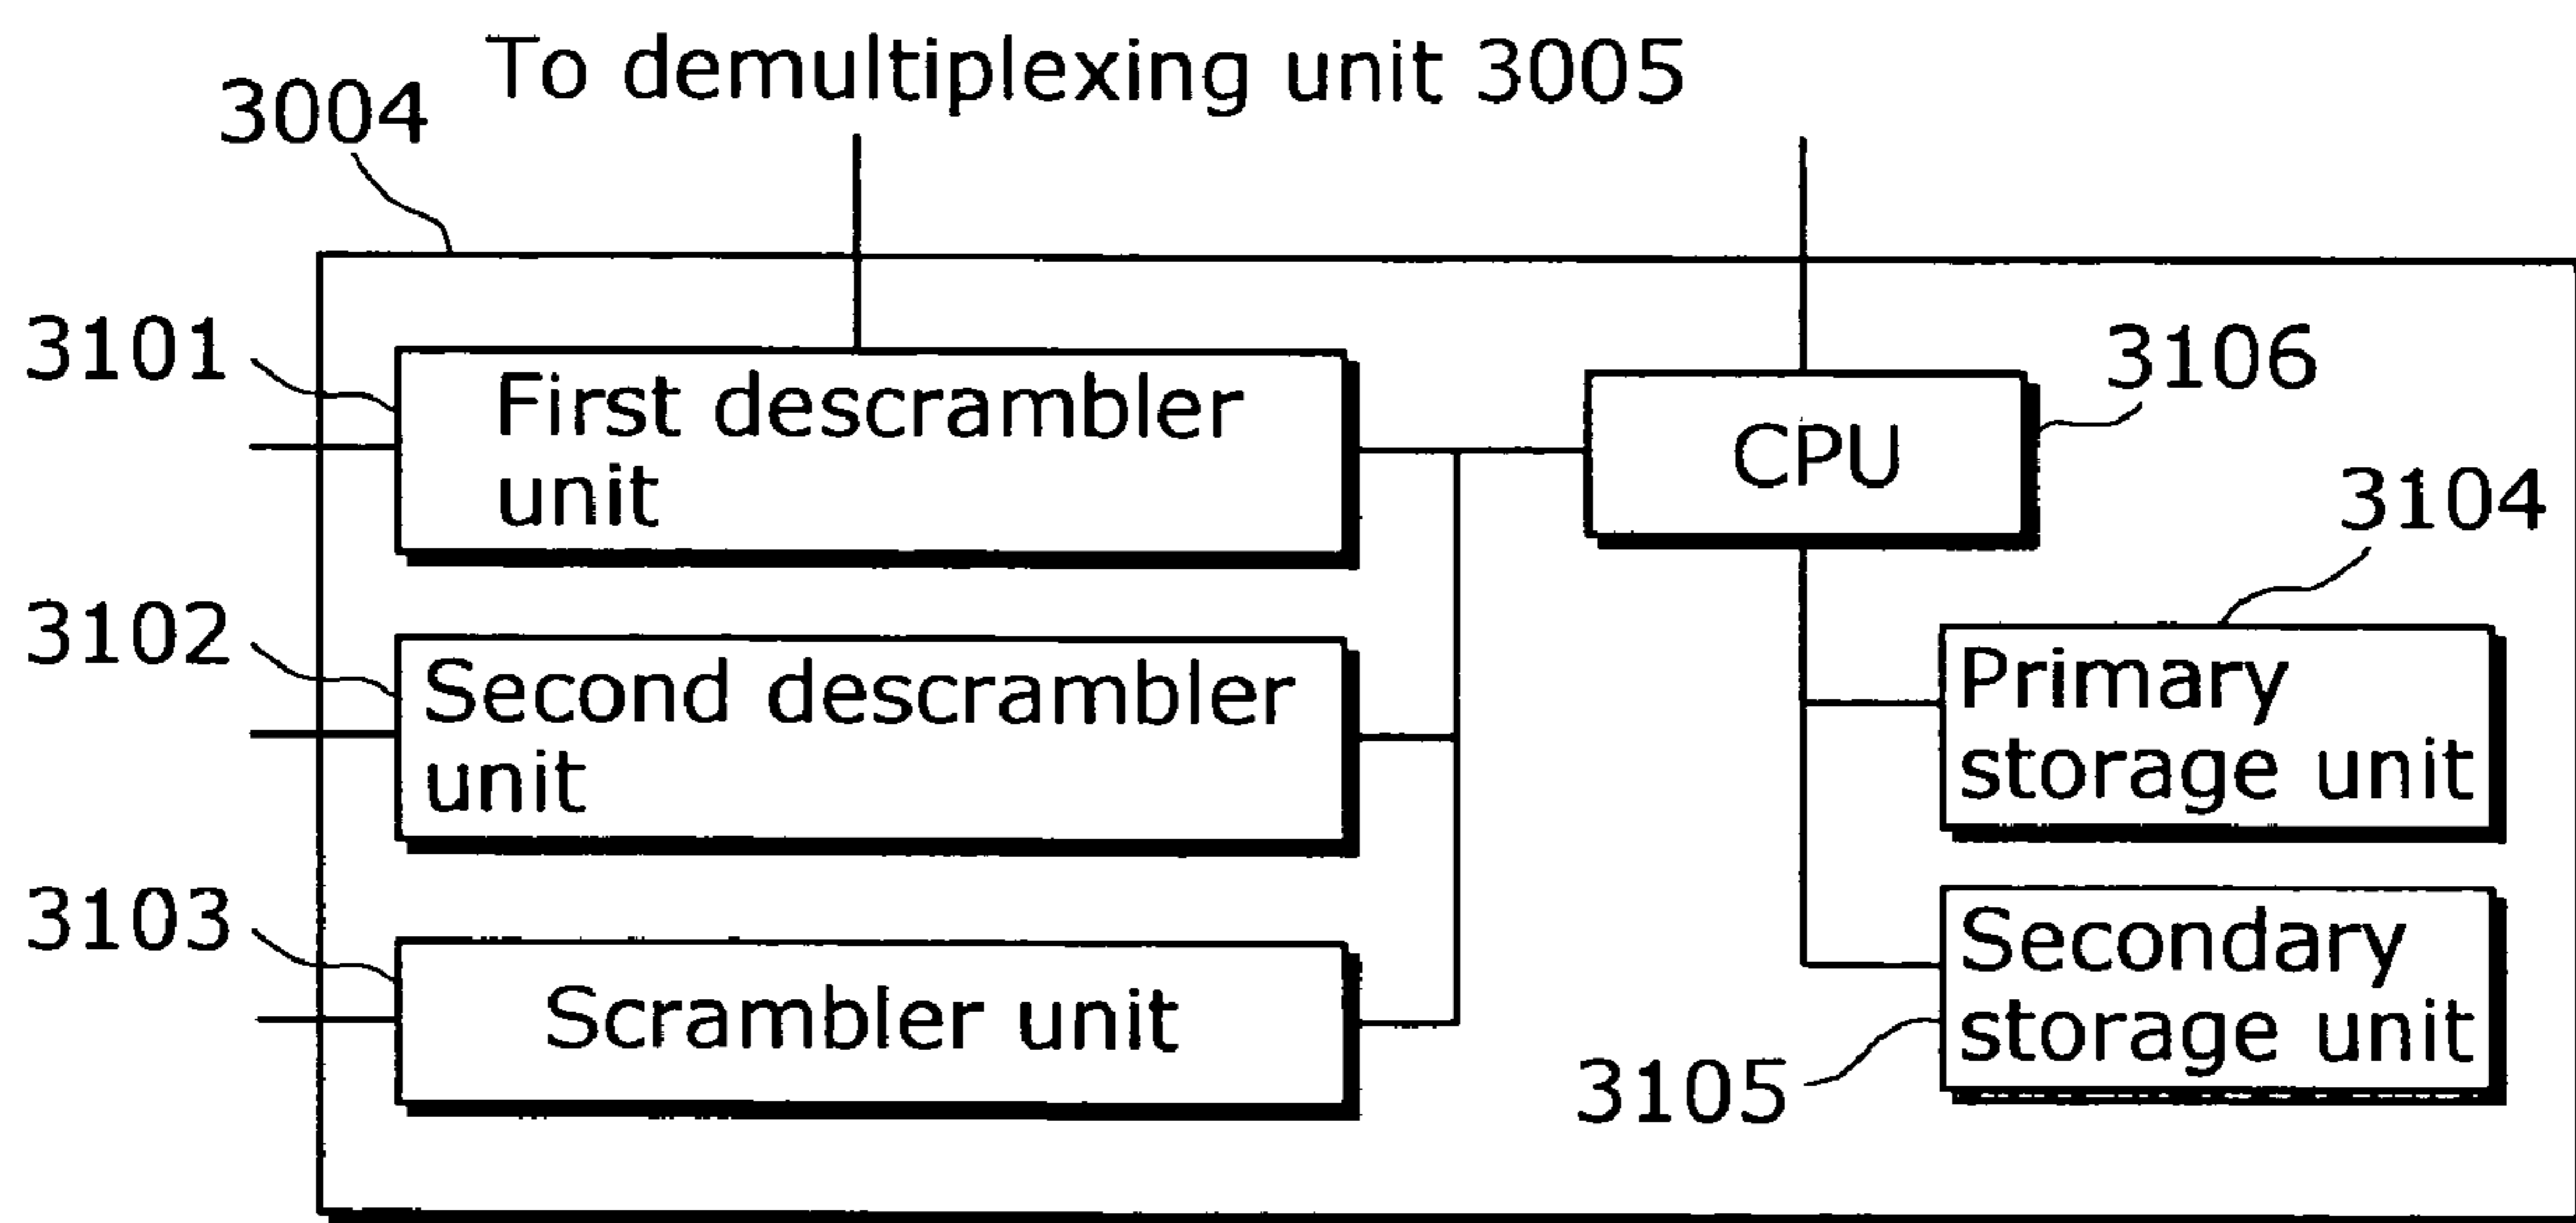 To demultiplexing unit 3005
3004
3101
First descrambler
unit
CPU
3106
3104
3102
Second descrambler
unit
Primary
storage unit
3103
Scrambler unit
Secondary
storage unit
3105